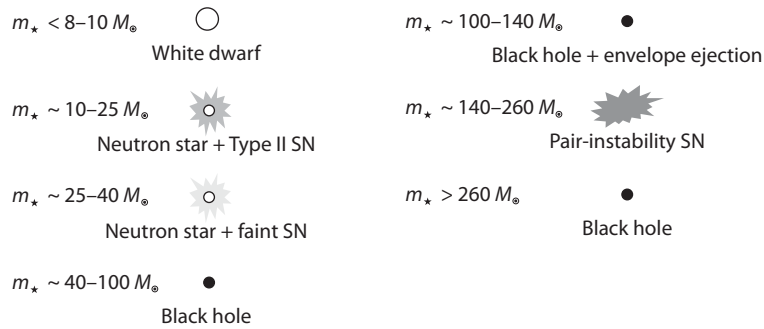 m⋆ < 8–10 M⊙
White dwarf
m⋆ ~ 10–25 M⊙
Neutron star + Type II SN
m⋆ ~ 25–40 M⊙
Neutron star + faint SN
m⋆ ~ 40–100 M⊙
Black hole
m⋆ ~ 100–140 M⊙
Black hole + envelope ejection
m⋆ ~ 140–260 M⊙
Pair-instability SN
m⋆ > 260 M⊙
Black hole